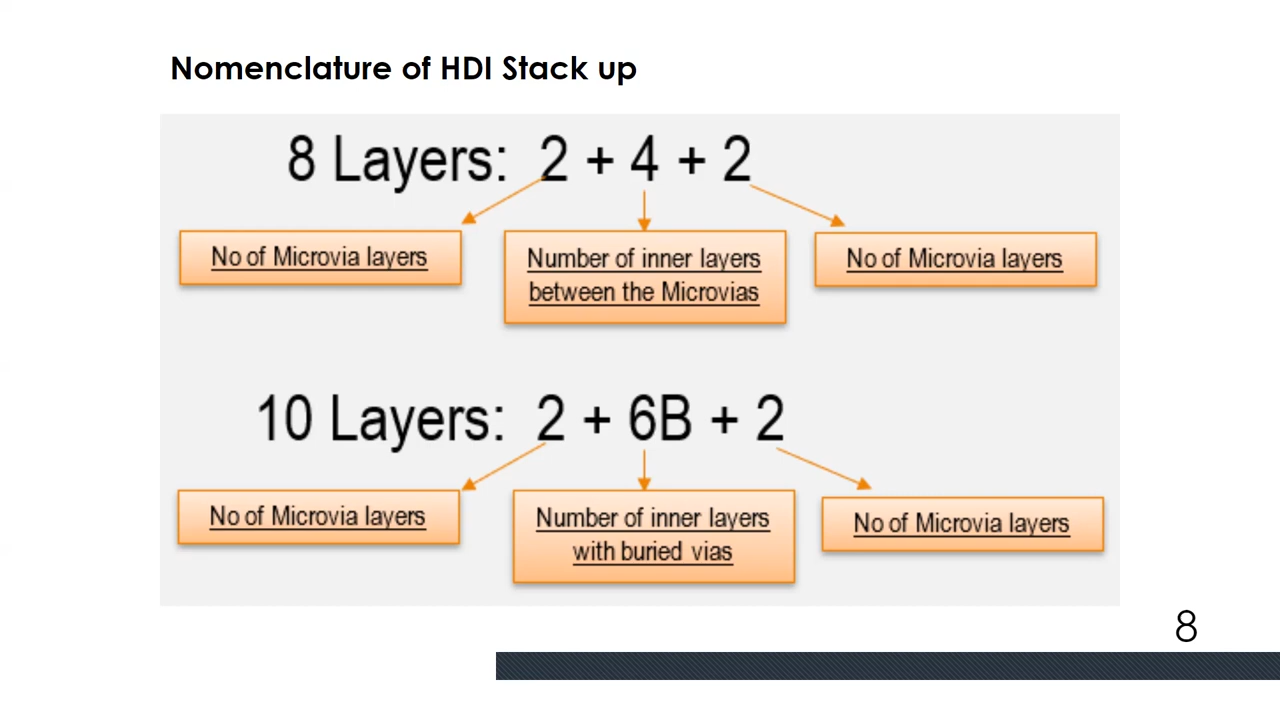 Nomenclature of HDI Stack up
8 Layers: 2 + 4 + 2
No of Microvia layers
Number of inner layers
between the Microvias
No of Microvia layers
10 Layers: 2 + 6B + 2
No of Microvia layers
Number of inner layers
with buried vias
No of Microvia layers
8